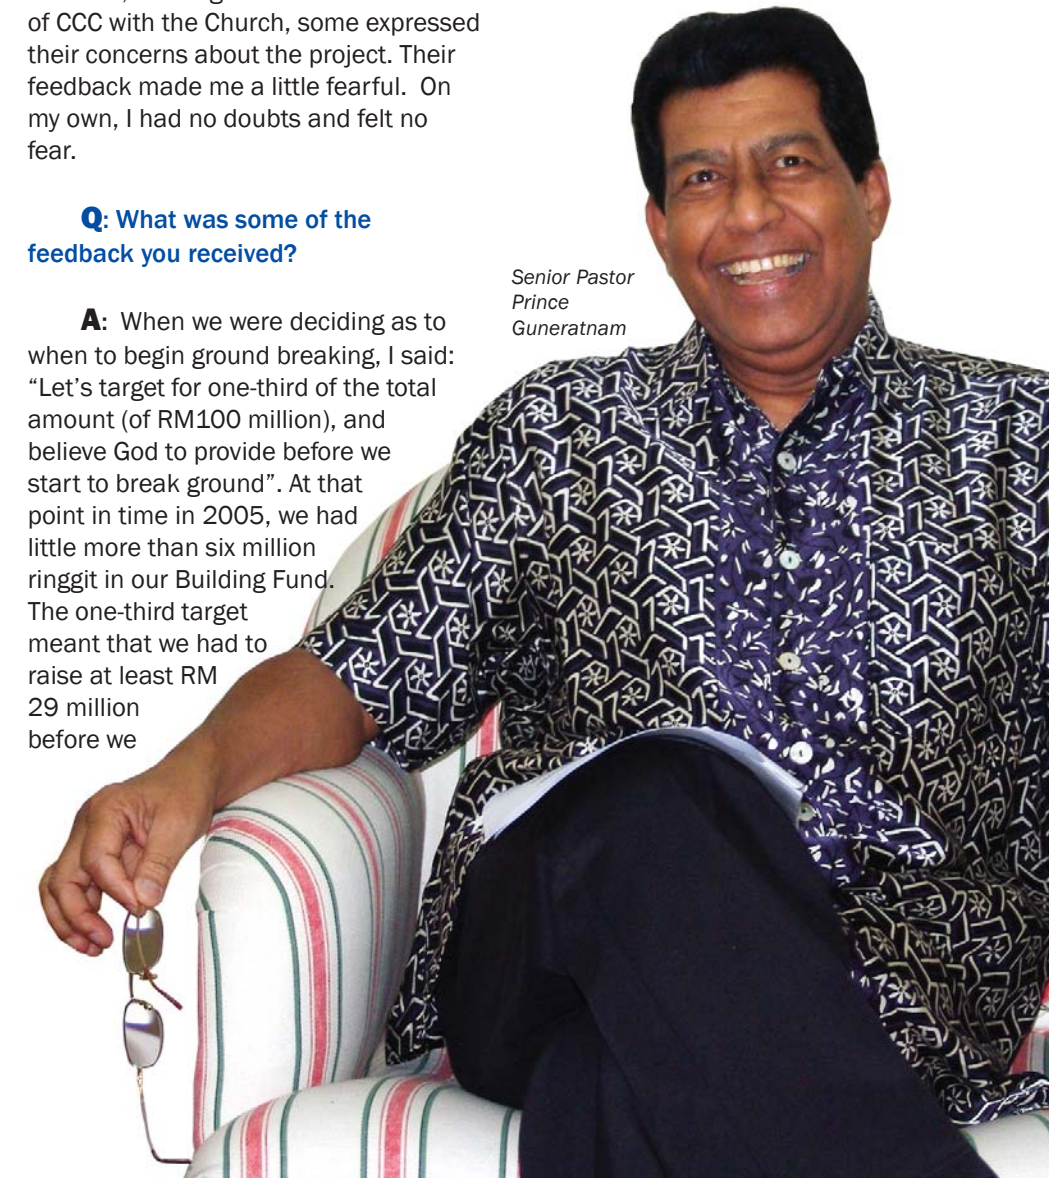 of CCC with the Church, some expressed
their concerns about the project. Their
feedback made me a little fearful.  On
my own, I had no doubts and felt no
fear.
Q: What was some of the
feedback you received?
A:  When we were deciding as to
when to begin ground breaking, I said:
“Let’s target for one-third of the total
amount (of RM100 million), and
believe God to provide before we
start to break ground”. At that
point in time in 2005, we had
little more than six million
ringgit in our Building Fund.
The one-third target
meant that we had to
raise at least RM
29 million
before we
Senior Pastor
Prince
Guneratnam